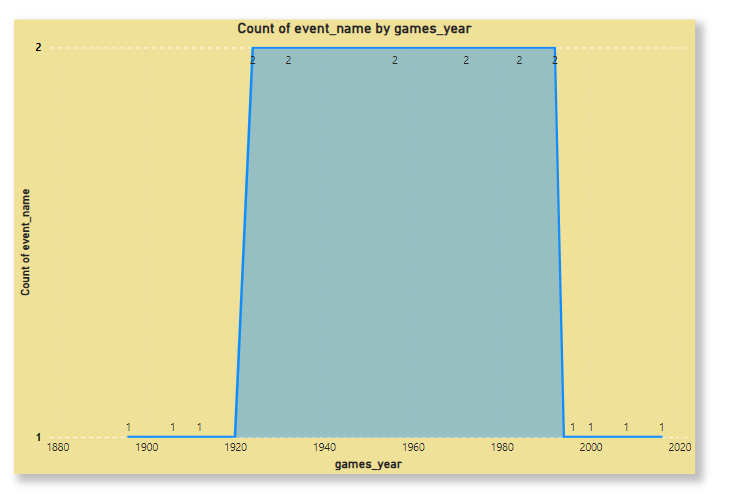 Count of event_name by games_year
2
2 2 2 2 2 2
Count of event_name
1 1 1 1 1 1 1
1
1880 1900 1920 1940 1960 1980 2000 2020
games_year